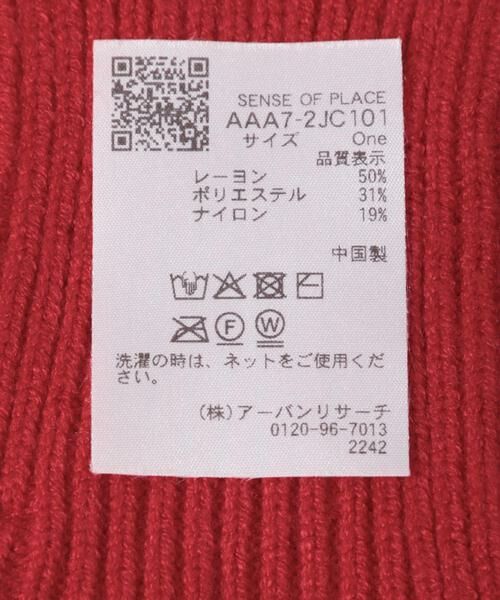 SENSE OF PLACE
AAA7-2JC101
サイズ One
品質表示
レーヨン 50%
ポリエステル 31%
ナイロン 19%
中国製
F W
洗濯の時は、ネットをご使用くだ
さい。
(株)アーバンリサーチ
0120-96-7013
2242